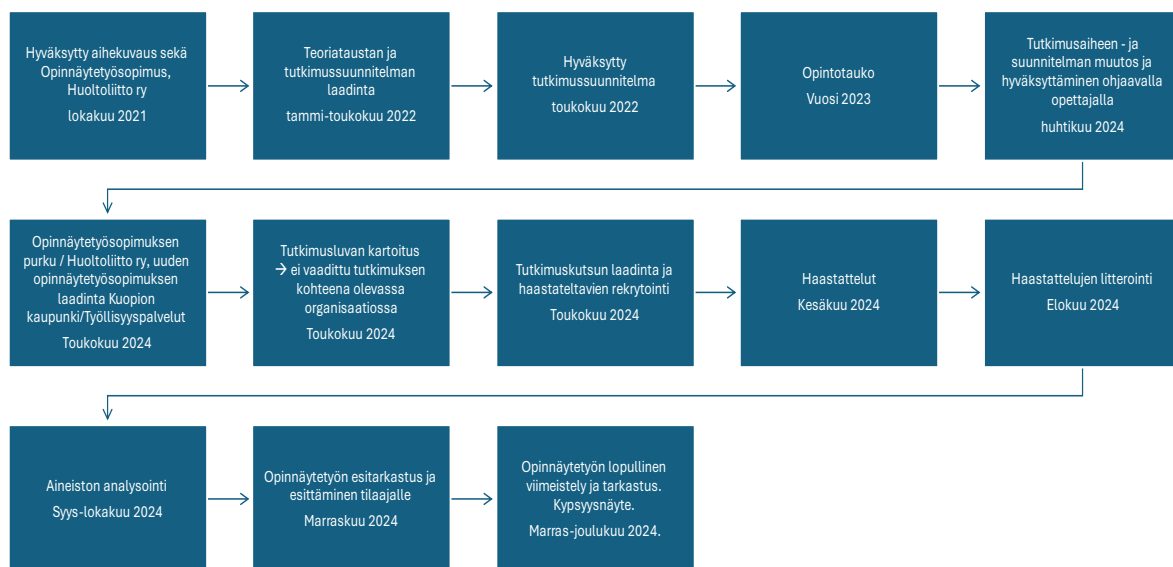 Hyväksytty aihekuvaus sekä
Opinnäytetyösopimus,
Huoltoliitto ry
lokakuu 2021
Teoriataustan ja
tutkimussuunnitelman
laadinta
tammi-toukokuu 2022
Hyväksytty
tutkimussuunnitelma
toukokuu 2022
Opintotauko
Vuosi 2023
Tutkimusaiheen - ja
suunnitelman muutos ja
hyväksyttäminen ohjaavalla
opettajalla
huhtikuu 2024
Opinnäytetyösopimuksen
purku / Huoltoliitto ry, uuden
opinnäytetyösopimuksen
laadinta Kuopion
kaupunki/Työllisyyspalvelut
Toukokuu 2024
Tutkimusluvan kartoitus
→ ei vaadittu tutkimuksen
kohteena olevassa
organisaatiossa
Toukokuu 2024
Tutkimuskutsun laadinta ja
haastateltavien rekrytointi
Toukokuu 2024
Haastattelut
Kesäkuu 2024
Haastattelujen litterointi
Elokuu 2024
Aineiston analysointi
Syys-lokakuu 2024
Opinnäytetyön esitarkastus ja
esittäminen tilaajalle
Marraskuu 2024
Opinnäytetyön lopullinen
viimeistely ja tarkastus.
Kypsyysnäyte.
Marras-joulukuu 2024.